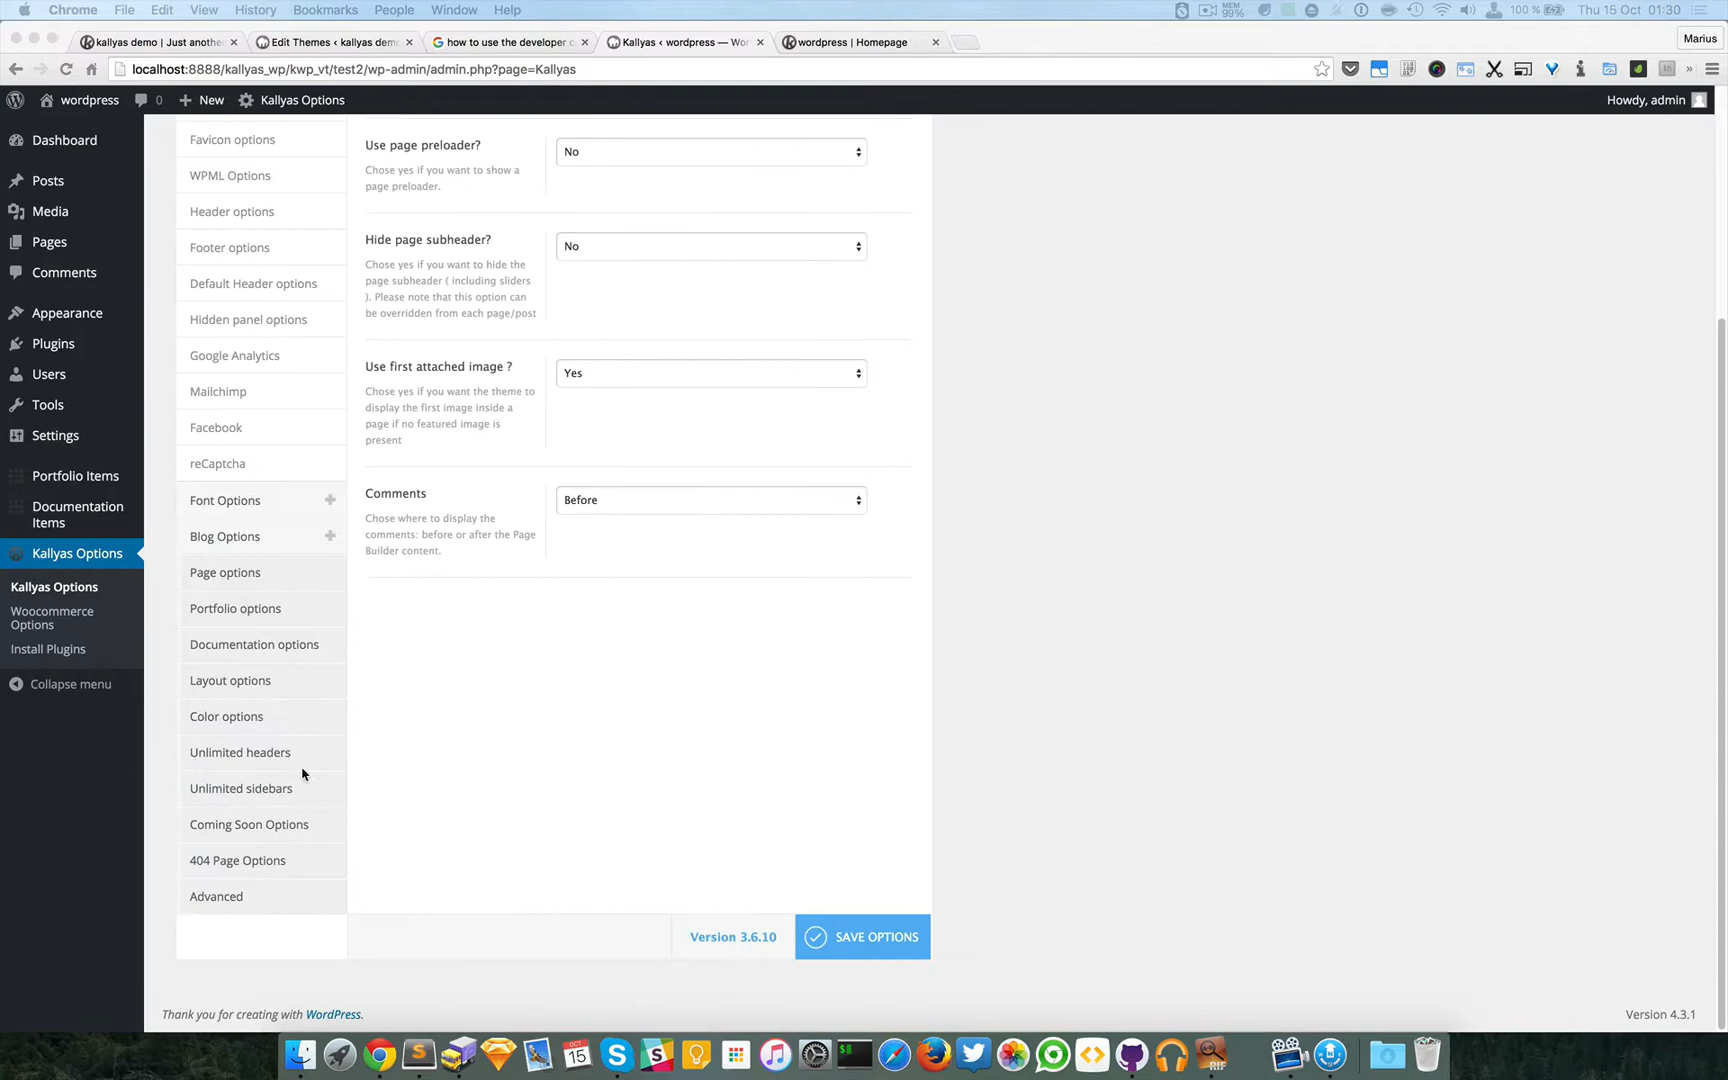 Chrome File Edit View History Bookmarks People Window Help
MEM 99% 100 % Thu 15 Oct 01:30
kallyas demo | Just anothe
Edit Themes ‹ kallyas dem
how to use the developer c
Kallyas ‹ wordpress — Wor
wordpress | Homepage
Marius
localhost:8888/kallyas_wp/kwp_vt/test2/wp-admin/admin.php?page=Kallyas
wordpress 0 New Kallyas Options
Howdy, admin
Dashboard
Posts
Media
Pages
Comments
Appearance
Plugins
Users
Tools
Settings
Portfolio Items
Documentation
Items
Kallyas Options
Kallyas Options
Woocommerce
Options
Install Plugins
Collapse menu
Favicon options
WPML Options
Header options
Footer options
Default Header options
Hidden panel options
Google Analytics
Mailchimp
Facebook
reCaptcha
Font Options
Blog Options
Page options
Portfolio options
Documentation options
Layout options
Color options
Unlimited headers
Unlimited sidebars
Coming Soon Options
404 Page Options
Advanced
Use page preloader?
Chose yes if you want to show a
page preloader.
No
Hide page subheader?
Chose yes if you want to hide the
page subheader ( including sliders
). Please note that this option can
be overridden from each page/post
No
Use first attached image ?
Chose yes if you want the theme to
display the first image inside a
page if no featured image is
present
Yes
Comments
Chose where to display the
comments: before or after the Page
Builder content.
Before
Version 3.6.10
SAVE OPTIONS
Thank you for creating with WordPress.
Version 4.3.1
OCT
15
RIF